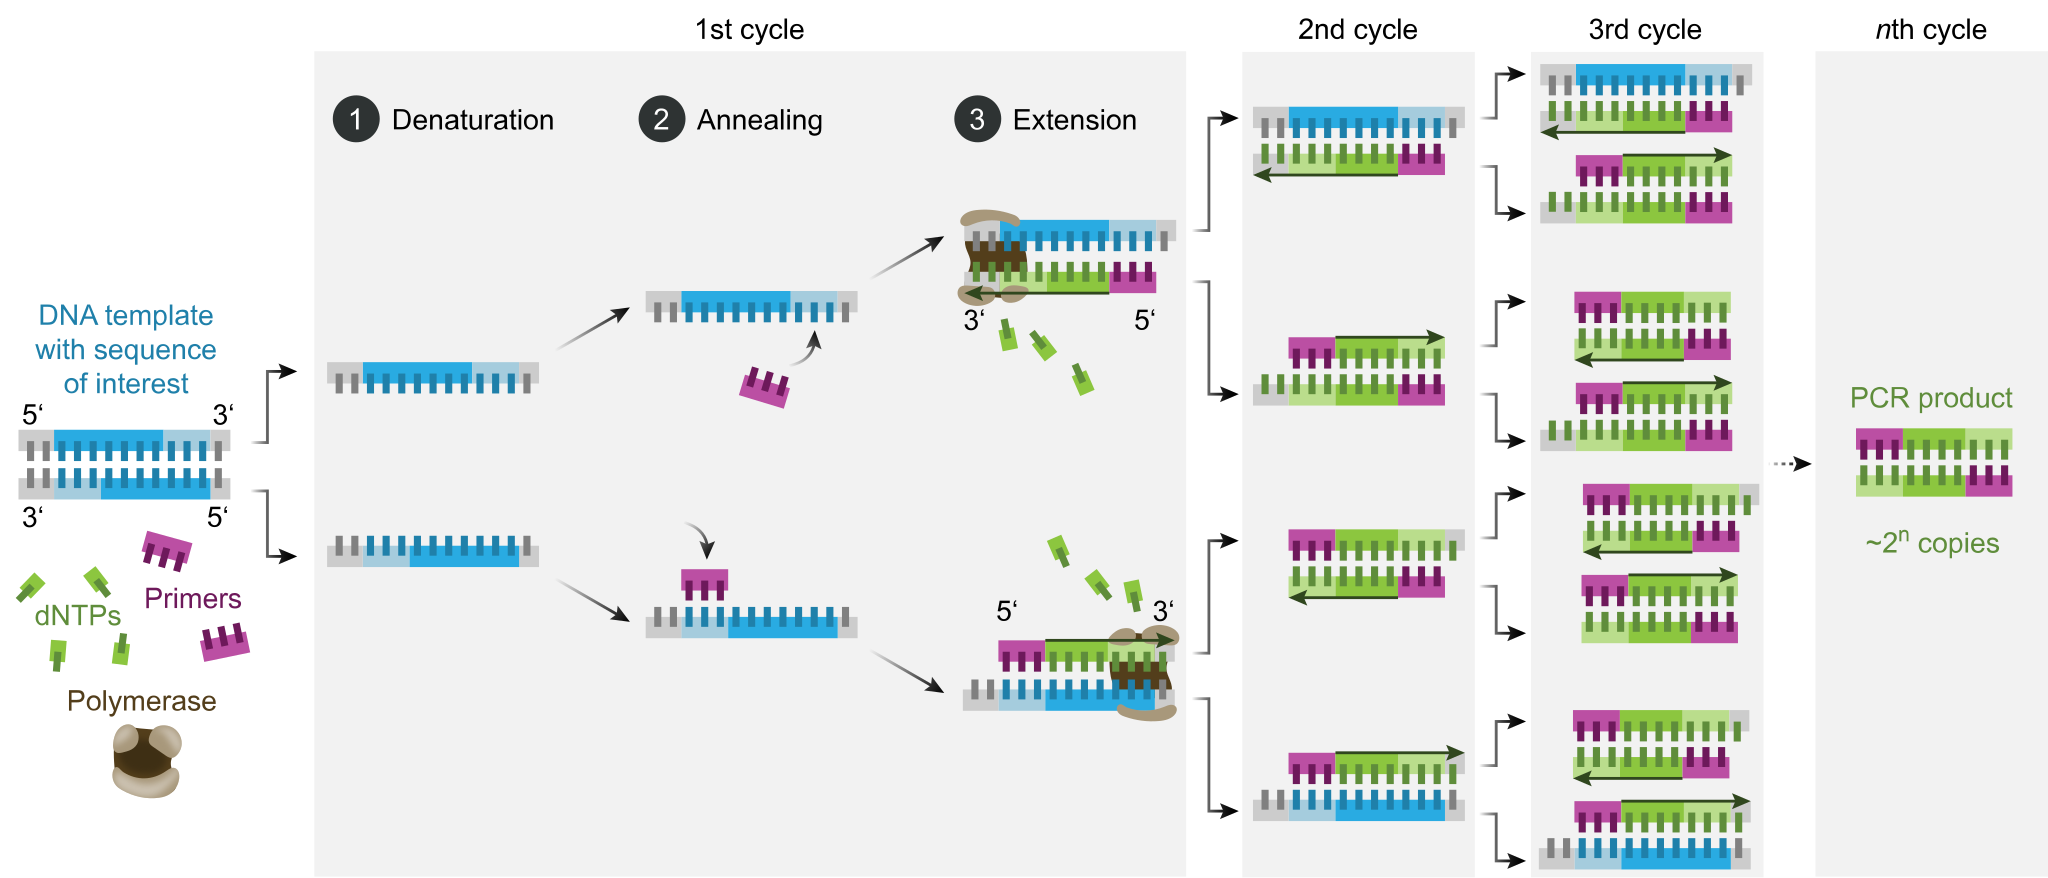 1st cycle
2nd cycle
3rd cycle
nth cycle
1 Denaturation
2 Annealing
3 Extension
DNA template
with sequence
of interest
5‘ 3‘
3‘ 5‘
Primers
dNTPs
Polymerase
3‘ 5‘
5‘ 3‘
PCR product
~2ⁿ copies